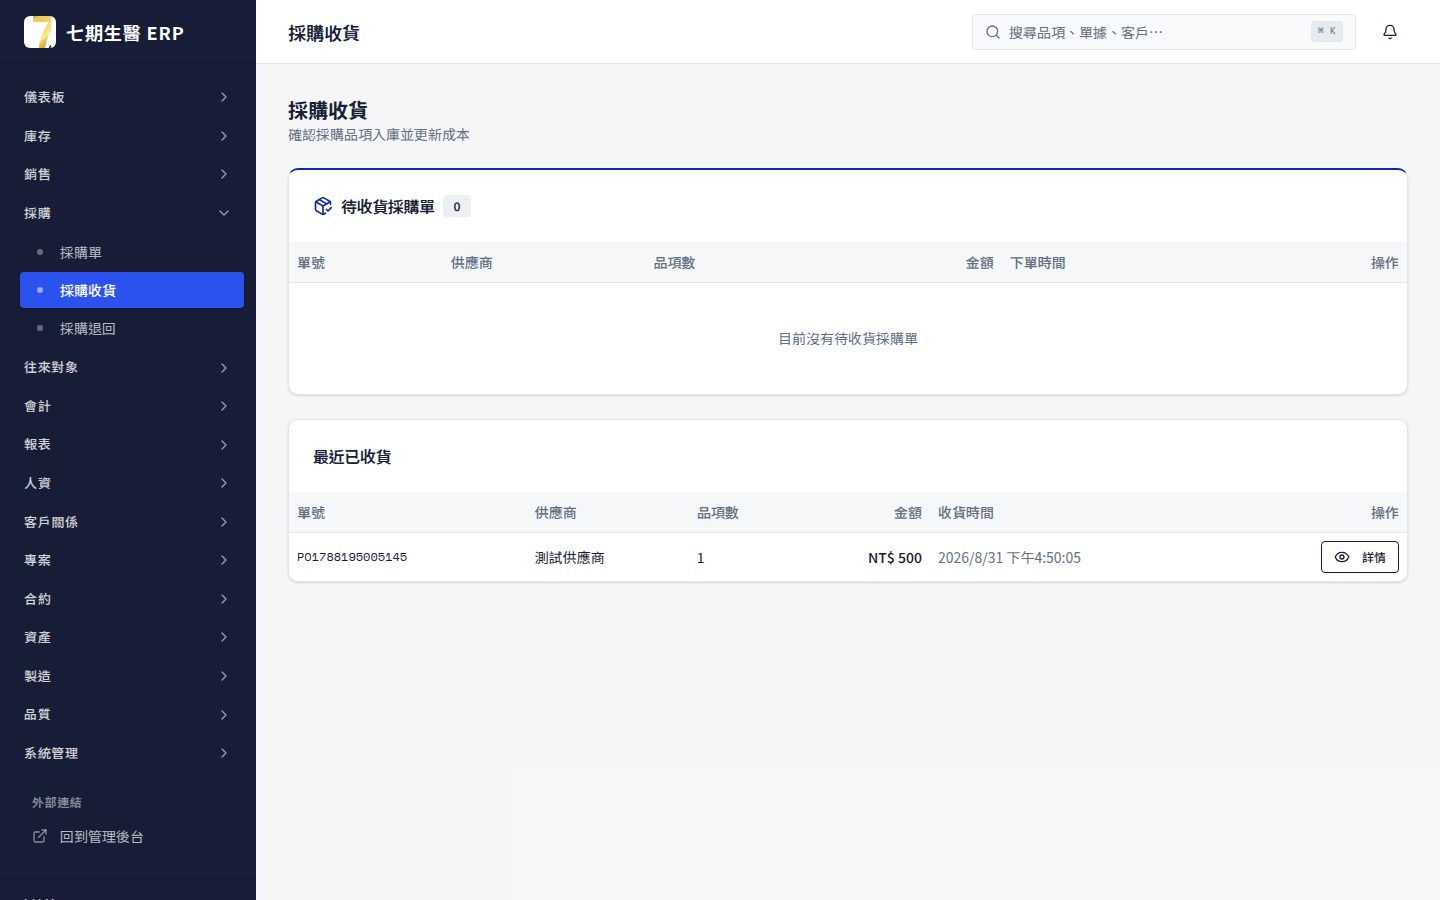 七期生醫 ERP
採購收貨
搜尋品項、單據、客戶…
⌘ K
儀表板
庫存
銷售
採購
採購單
採購收貨
採購退回
往來對象
會計
報表
人資
客戶關係
專案
合約
資產
製造
品質
系統管理
外部連結
回到管理後台
採購收貨
確認採購品項入庫並更新成本
待收貨採購單 0
單號 供應商 品項數 金額 下單時間 操作
目前沒有待收貨採購單
最近已收貨
單號 供應商 品項數 金額 收貨時間 操作
PO1788195005145 測試供應商 1 NT$ 500 2026/8/31 下午4:50:05 詳情